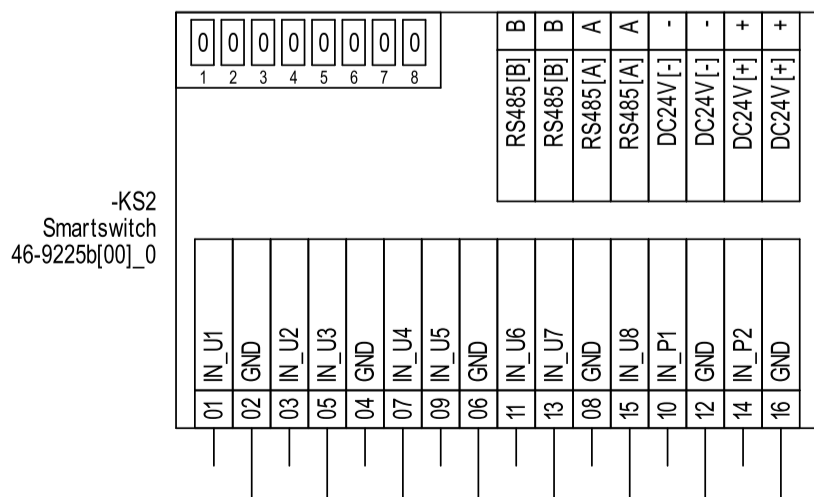 0 0 0 0 0 0 0 0
1 2 3 4 5 6 7 8
B B A A - - + +
RS485[B] RS485[B] RS485[A] RS485[A] DC24V[-] DC24V[-] DC24V[+] DC24V[+]
-KS2
Smartswitch
46-9225b[00]_0
IN_U1 GND IN_U2 IN_U3 GND IN_U4 IN_U5 GND IN_U6 IN_U7 GND IN_U8 IN_P1 GND IN_P2 GND
01 02 03 05 04 07 09 06 11 13 08 15 10 12 14 16